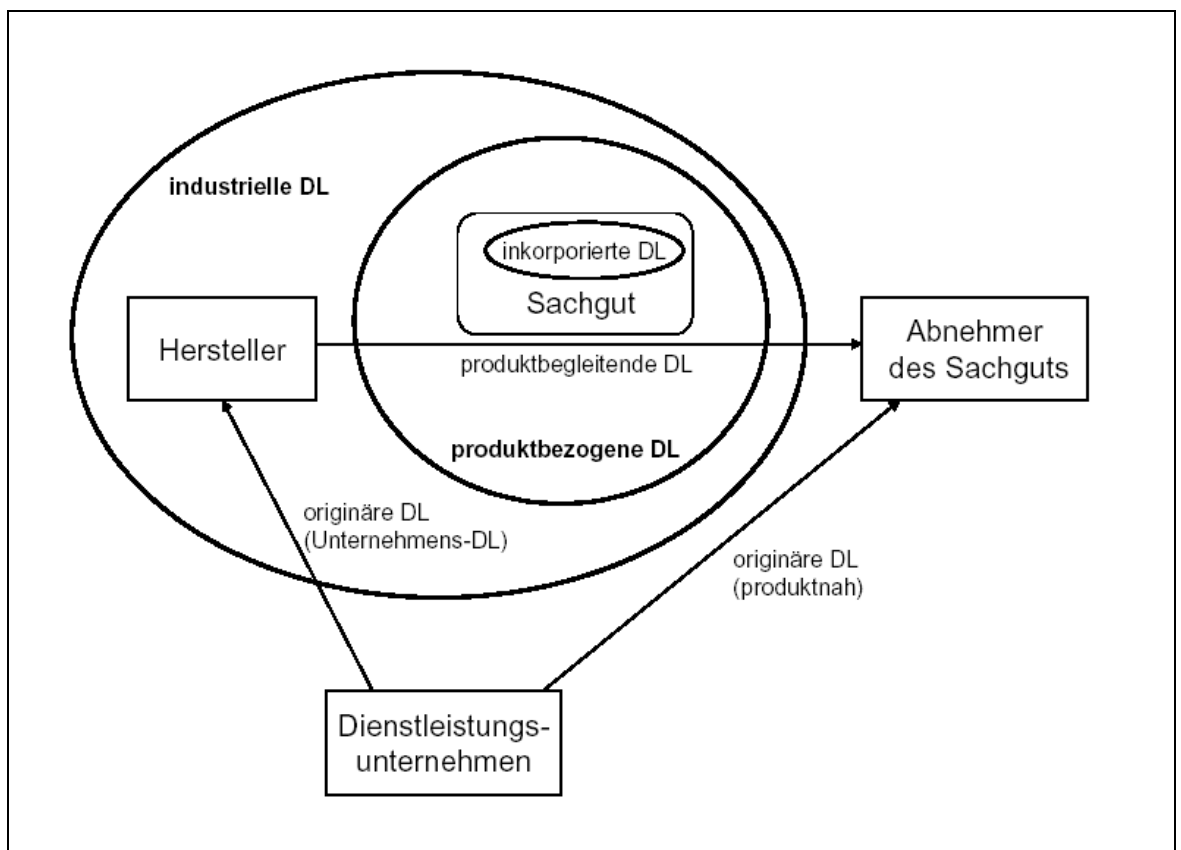 industrielle DL
inkorporierte DL
Sachgut
Hersteller
Abnehmer
des Sachguts
produktbegleitende DL
produktbezogene DL
originäre DL
(Unternehmens-DL)
originäre DL
(produktnah)
Dienstleistungs-
unternehmen